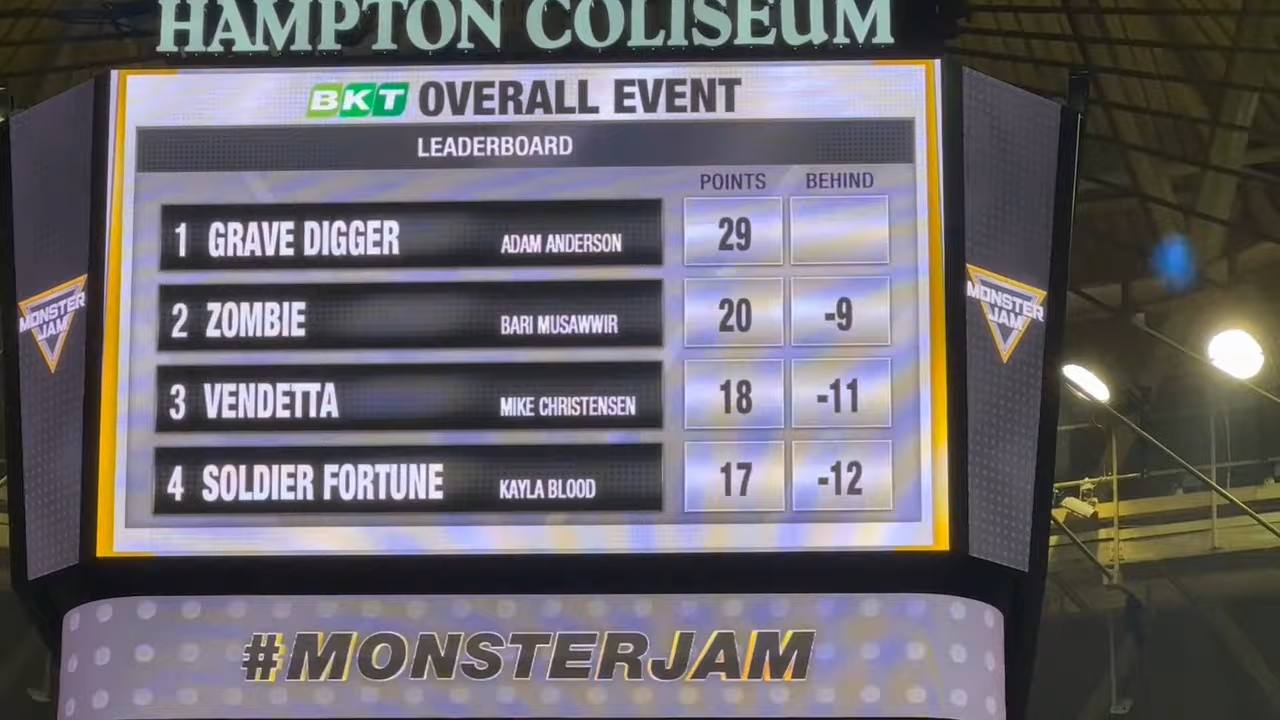 HAMPTON COLISEUM
BKT OVERALL EVENT
LEADERBOARD
POINTS BEHIND
1 GRAVE DIGGER ADAM ANDERSON 29
2 ZOMBIE BARI MUSAWWIR 20 -9
3 VENDETTA MIKE CHRISTENSEN 18 -11
4 SOLDIER FORTUNE KAYLA BLOOD 17 -12
MONSTER JAM
MONSTER JAM
#MONSTERJAM